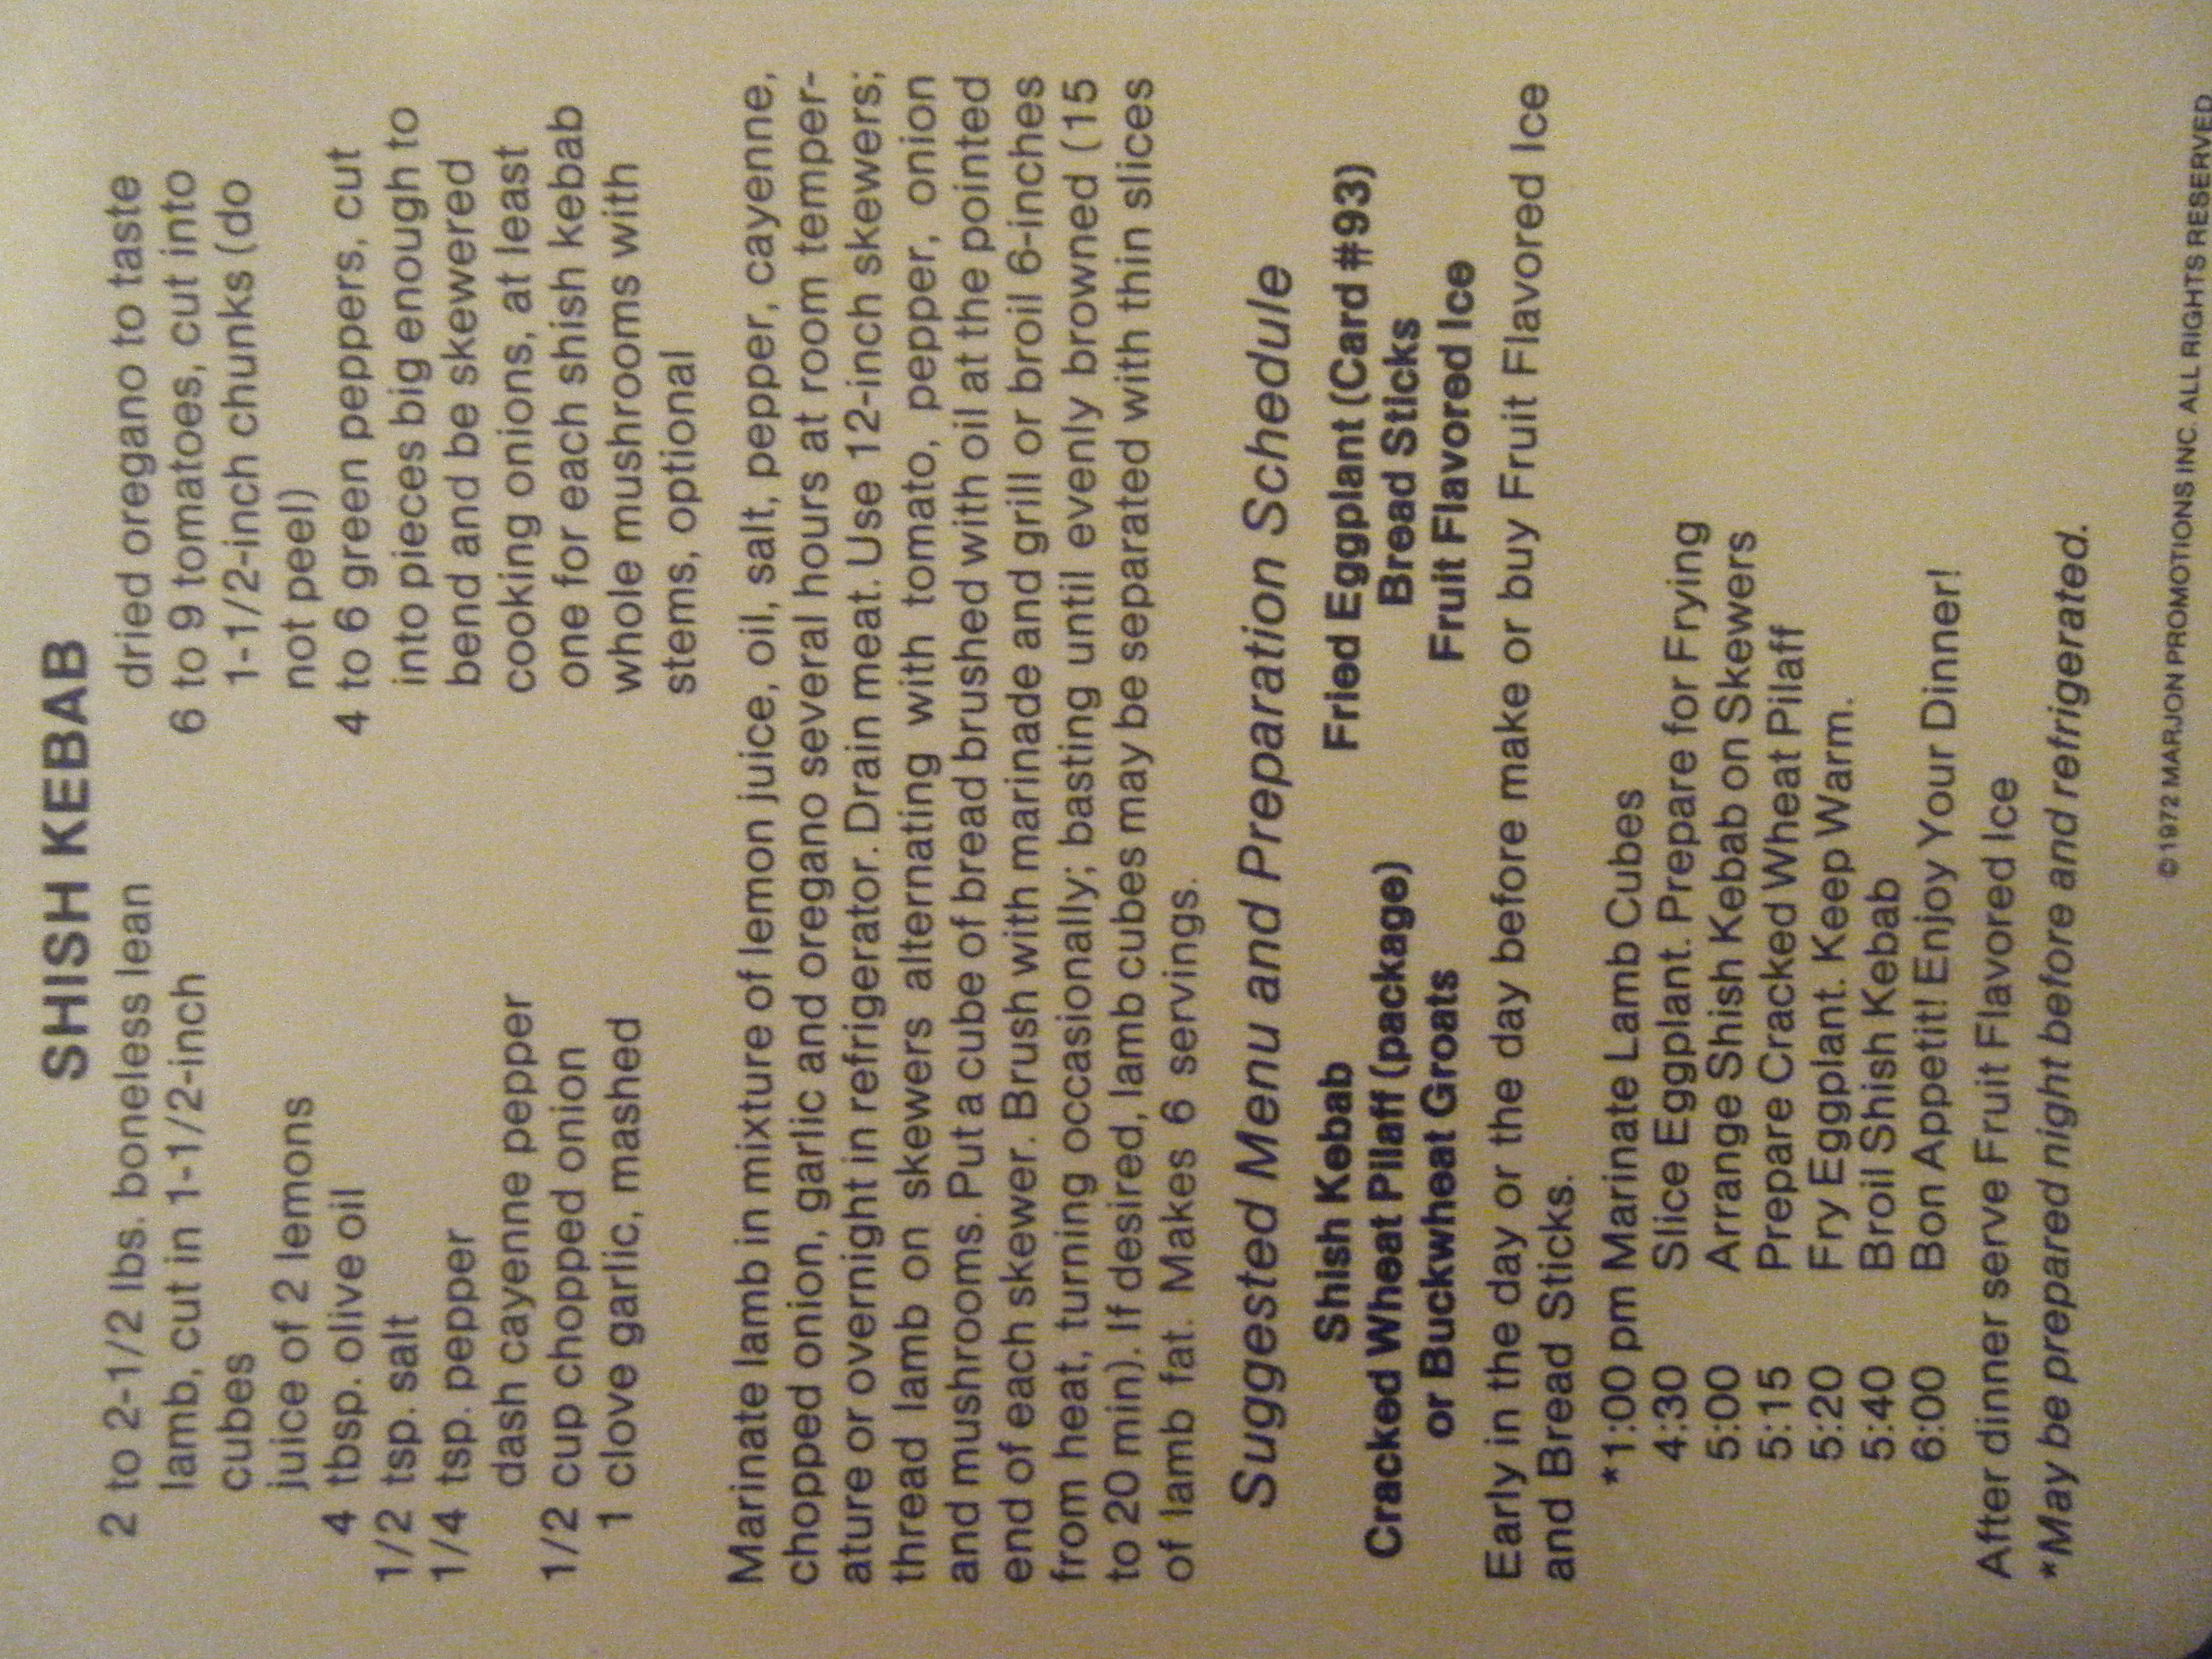 SHISH KEBAB
2 to 2-1/2 lbs. boneless lean
lamb, cut in 1-1/2-inch
cubes
juice of 2 lemons
4 tbsp. olive oil
1/2 tsp. salt
1/4 tsp. pepper
dash cayenne pepper
1/2 cup chopped onion
1 clove garlic, mashed
dried oregano to taste
6 to 9 tomatoes, cut into
1-1/2-inch chunks (do
not peel)
4 to 6 green peppers, cut
into pieces big enough to
bend and be skewered
cooking onions, at least
one for each shish kebab
whole mushrooms with
stems, optional
Marinate lamb in mixture of lemon juice, oil, salt, pepper, cayenne,
chopped onion, garlic and oregano several hours at room temper-
ature or overnight in refrigerator. Drain meat. Use 12-inch skewers;
thread lamb on skewers alternating with tomato, pepper, onion
and mushrooms. Put a cube of bread brushed with oil at the pointed
end of each skewer. Brush with marinade and grill or broil 6-inches
from heat, turning occasionally; basting until evenly browned (15
to 20 min). If desired, lamb cubes may be separated with thin slices
of lamb fat. Makes 6 servings.
Suggested Menu and Preparation Schedule
Shish Kebab
Cracked Wheat Pilaff (package)
or Buckwheat Groats
Fried Eggplant (Card #93)
Bread Sticks
Fruit Flavored Ice
Early in the day or the day before make or buy Fruit Flavored Ice
and Bread Sticks.
*1:00 pm Marinate Lamb Cubes
4:30 Slice Eggplant. Prepare for Frying
5:00 Arrange Shish Kebab on Skewers
5:15 Prepare Cracked Wheat Pilaff
5:20 Fry Eggplant. Keep Warm.
5:40 Broil Shish Kebab
6:00 Bon Appetit! Enjoy Your Dinner!
After dinner serve Fruit Flavored Ice
*May be prepared night before and refrigerated.
© 1972 MARJON PROMOTIONS INC. ALL RIGHTS RESERVED